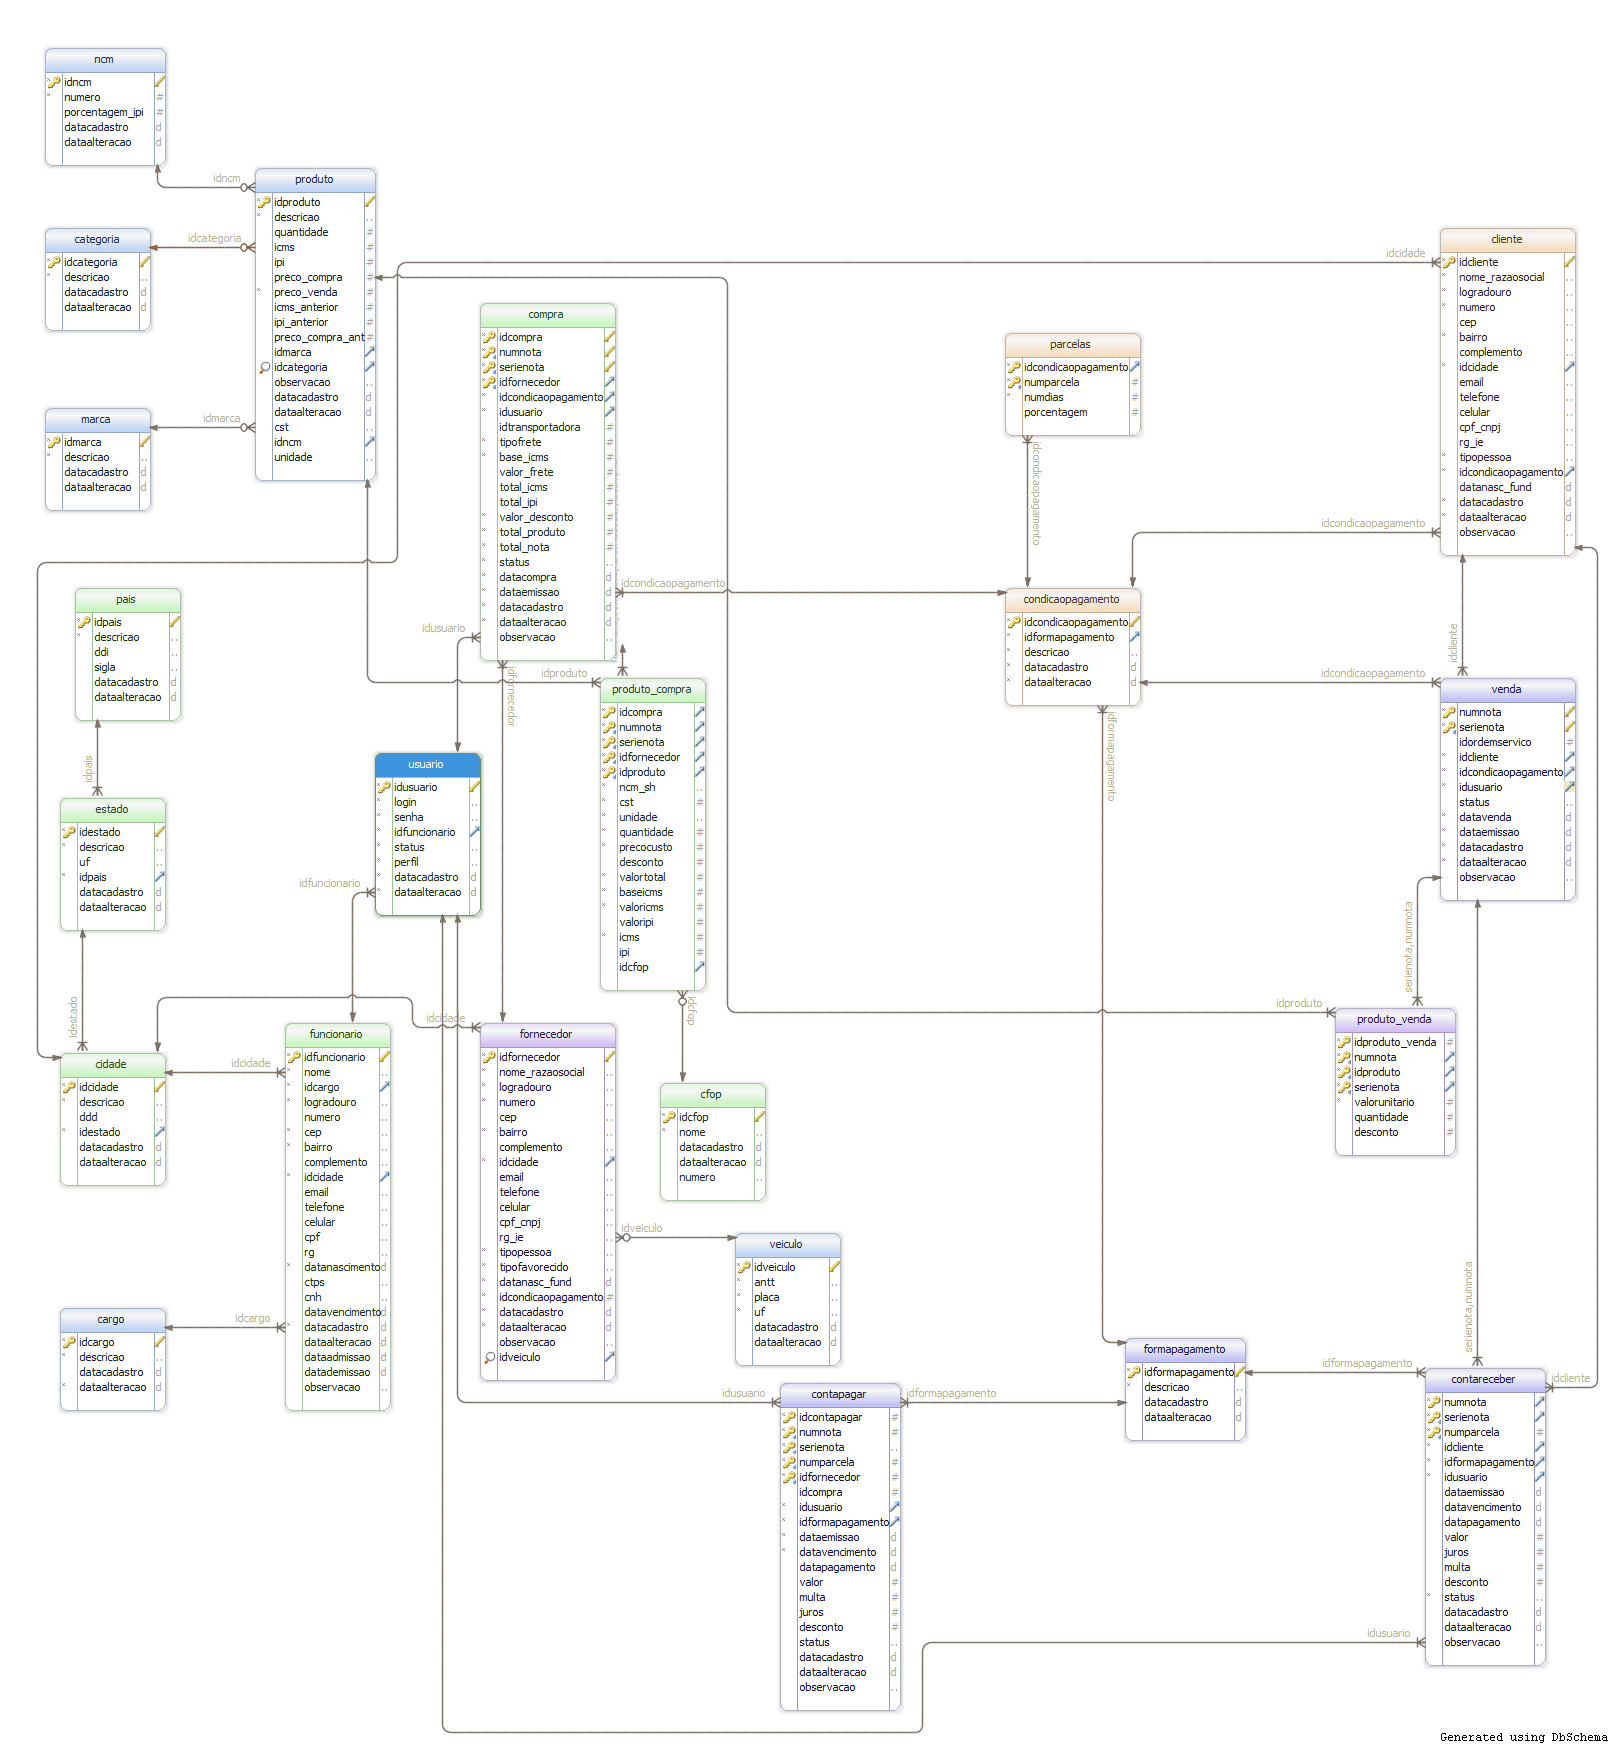 ncm
idncm
numero
porcentagem_ipi
datacadastro
dataalteracao
idncm
produto
idproduto
descricao
quantidade
icms
ipi
preco_compra
preco_venda
icms_anterior
ipi_anterior
preco_compra_ant
idmarca
idcategoria
observacao
datacadastro
dataalteracao
cst
idncm
unidade
categoria
idcategoria
descricao
datacadastro
dataalteracao
idcategoria
marca
idmarca
descricao
datacadastro
dataalteracao
idmarca
compra
idcompra
numnota
serienota
idfornecedor
idcondicaopagamento
idusuario
idtransportadora
tipofrete
base_icms
valor_frete
total_icms
total_ipi
valor_desconto
total_produto
total_nota
status
datacompra
dataemissao
datacadastro
dataalteracao
observacao
idcondicaopagamento
idusuario
idfornecedor
idproduto
parcelas
idcondicaopagamento
numparcela
numdias
porcentagem
idcondicaopagamento
idcidade
cliente
idcliente
nome_razaosocial
logradouro
numero
cep
bairro
complemento
idcidade
email
telefone
celular
cpf_cnpj
rg_ie
tipopessoa
idcondicaopagamento
datanasc_fund
datacadastro
dataalteracao
observacao
idcondicaopagamento
idcliente
condicaopagamento
idcondicaopagamento
idformapagamento
descricao
datacadastro
dataalteracao
idformapagamento
idcondicaopagamento
pais
idpais
descricao
ddi
sigla
datacadastro
dataalteracao
idpais
estado
idestado
descricao
uf
idpais
datacadastro
dataalteracao
idestado
cidade
idcidade
descricao
ddd
idestado
datacadastro
dataalteracao
idcidade
usuario
idusuario
login
senha
idfuncionario
status
perfil
datacadastro
dataalteracao
idfuncionario
produto_compra
idcompra
numnota
serienota
idfornecedor
idproduto
ncm_sh
cst
unidade
quantidade
precocusto
desconto
valortotal
baseicms
valoricms
valoripi
icms
ipi
idcfop
idcfop
venda
numnota
serienota
idordemservico
idcliente
idcondicaopagamento
idusuario
status
datavenda
dataemissao
datacadastro
dataalteracao
observacao
serienota,numnota
idproduto
produto_venda
idproduto_venda
numnota
idproduto
serienota
valorunitario
quantidade
desconto
funcionario
idfuncionario
nome
idcargo
logradouro
numero
cep
bairro
complemento
idcidade
email
telefone
celular
cpf
rg
datanascimento
ctps
cnh
datavencimento
datacadastro
dataalteracao
dataadmissao
datademissao
observacao
idcidade
fornecedor
idfornecedor
nome_razaosocial
logradouro
numero
cep
bairro
complemento
idcidade
email
telefone
celular
cpf_cnpj
rg_ie
tipopessoa
tipofavorecido
datanasc_fund
idcondicaopagamento
datacadastro
dataalteracao
observacao
idveiculo
cfop
idcfop
nome
datacadastro
dataalteracao
numero
idveiculo
veiculo
idveiculo
antt
placa
uf
datacadastro
dataalteracao
cargo
idcargo
descricao
datacadastro
dataalteracao
idcargo
idusuario
contapagar
idcontapagar
numnota
serienota
numparcela
idfornecedor
idcompra
idusuario
idformapagamento
dataemissao
datavencimento
datapagamento
valor
multa
juros
desconto
status
datacadastro
dataalteracao
observacao
idformapagamento
formapagamento
idformapagamento
descricao
datacadastro
dataalteracao
idformapagamento
serienota,numnota
contareceber
numnota
serienota
numparcela
idcliente
idformapagamento
idusuario
dataemissao
datavencimento
datapagamento
valor
juros
multa
desconto
status
datacadastro
dataalteracao
observacao
idcliente
idusuario
Generated using DbSchema